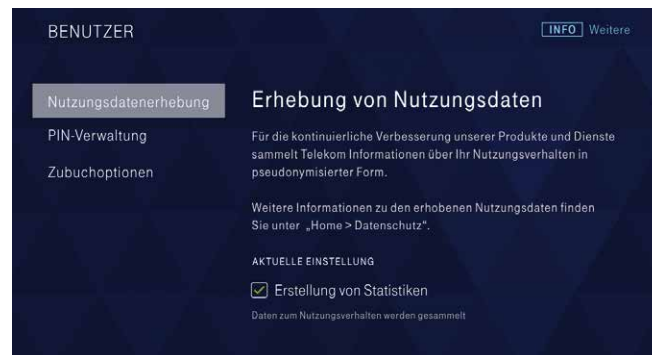 BENUTZER
INFO Weitere
Nutzungsdatenerhebung
PIN-Verwaltung
Zubuchoptionen
Erhebung von Nutzungsdaten
Für die kontinuierliche Verbesserung unserer Produkte und Dienste
sammelt Telekom Informationen über Ihr Nutzungsverhalten in
pseudonymisierter Form.
Weitere Informationen zu den erhobenen Nutzungsdaten finden
Sie unter „Home > Datenschutz".
AKTUELLE EINSTELLUNG
Erstellung von Statistiken
Daten zum Nutzungsverhalten werden gesammelt